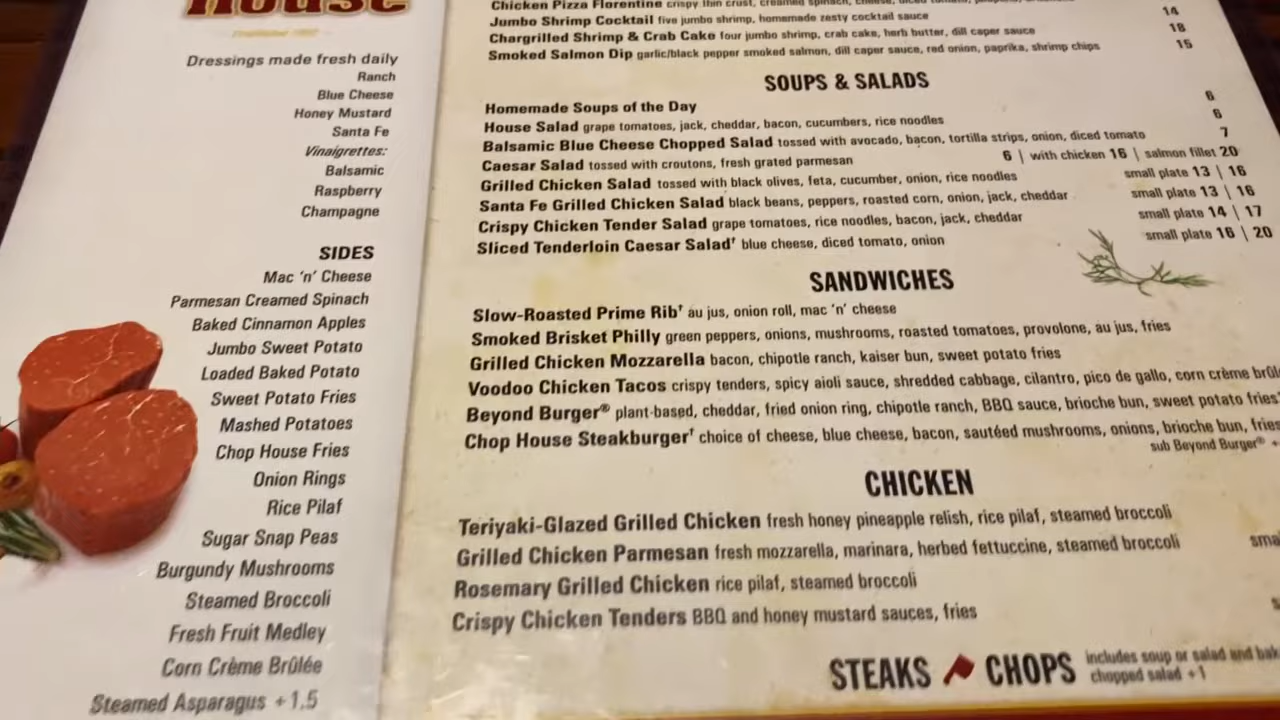 House
Dressings made fresh daily
Ranch
Blue Cheese
Honey Mustard
Santa Fe
Vinaigrettes:
Balsamic
Raspberry
Champagne
SIDES
Mac 'n' Cheese
Parmesan Creamed Spinach
Baked Cinnamon Apples
Jumbo Sweet Potato
Loaded Baked Potato
Sweet Potato Fries
Mashed Potatoes
Chop House Fries
Onion Rings
Rice Pilaf
Sugar Snap Peas
Burgundy Mushrooms
Steamed Broccoli
Fresh Fruit Medley
Corn Crème Brûlée
Steamed Asparagus +1.5
Chicken Pizza Florentine crispy thin crust, creamed spinach, cheese, diced tomato,
Jumbo Shrimp Cocktail five jumbo shrimp, homemade zesty cocktail sauce 14
Chargrilled Shrimp & Crab Cake four jumbo shrimp, crab cake, herb butter, dill caper sauce 18
Smoked Salmon Dip garlic/black pepper smoked salmon, dill caper sauce, red onion, paprika, shrimp chips 15
SOUPS & SALADS
Homemade Soups of the Day 6
House Salad grape tomatoes, jack, cheddar, bacon, cucumbers, rice noodles 6
Balsamic Blue Cheese Chopped Salad tossed with avocado, bacon, tortilla strips, onion, diced tomato 7
Caesar Salad tossed with croutons, fresh grated parmesan 6 | with chicken 16 | salmon fillet 20
Grilled Chicken Salad tossed with black olives, feta, cucumber, onion, rice noodles small plate 13 | 16
Santa Fe Grilled Chicken Salad black beans, peppers, roasted corn, onion, jack, cheddar small plate 13 | 16
Crispy Chicken Tender Salad grape tomatoes, rice noodles, bacon, jack, cheddar small plate 14 | 17
Sliced Tenderloin Caesar Salad† blue cheese, diced tomato, onion small plate 16 | 20
SANDWICHES
Slow-Roasted Prime Rib† au jus, onion roll, mac 'n' cheese
Smoked Brisket Philly green peppers, onions, mushrooms, roasted tomatoes, provolone, au jus, fries
Grilled Chicken Mozzarella bacon, chipotle ranch, kaiser bun, sweet potato fries
Voodoo Chicken Tacos crispy tenders, spicy aioli sauce, shredded cabbage, cilantro, pico de gallo, corn crème brûl
Beyond Burger® plant-based, cheddar, fried onion ring, chipotle ranch, BBQ sauce, brioche bun, sweet potato fries
Chop House Steakburger† choice of cheese, blue cheese, bacon, sautéed mushrooms, onions, brioche bun, fries
sub Beyond Burger® +
CHICKEN
Teriyaki-Glazed Grilled Chicken fresh honey pineapple relish, rice pilaf, steamed broccoli
Grilled Chicken Parmesan fresh mozzarella, marinara, herbed fettuccine, steamed broccoli sma
Rosemary Grilled Chicken rice pilaf, steamed broccoli
Crispy Chicken Tenders BBQ and honey mustard sauces, fries
STEAKS CHOPS includes soup or salad and bak
chopped salad +1